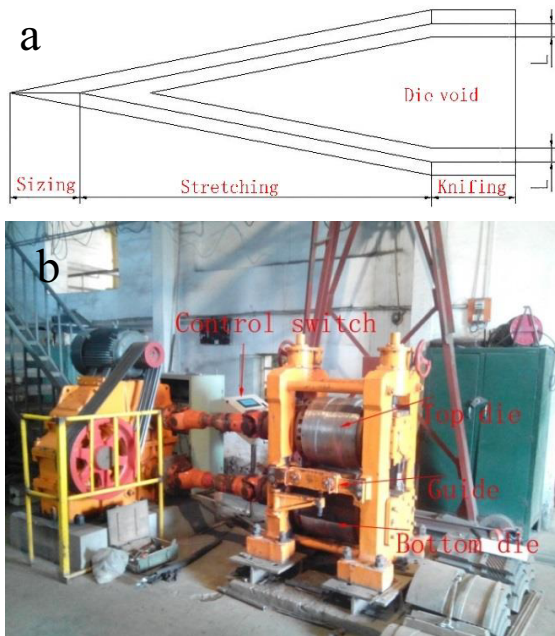 a
Die void
Sizing
Stretching
Knifing
b
Control switch
Top die
Guide
Bottom die